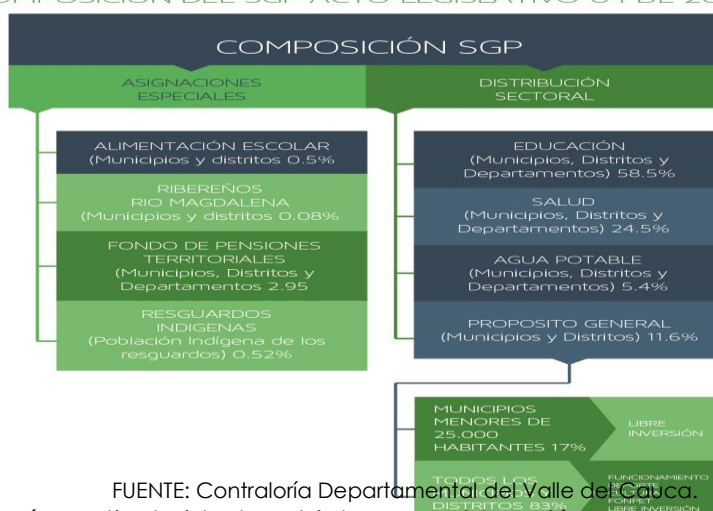 COMPOSICIÓN SGP
ASIGNACIONES
ESPECIALES
ALIMENTACIÓN ESCOLAR
(Municipios y distritos 0.5%
RIBEREÑOS
RIO MAGDALENA
(Municipios y distritos 0.08%
FONDO DE PENSIONES
TERRITORIALES
(Municipios, Distritos y
Departamentos 2.95
RESGUARDOS
INDIGENAS
(Población Indígena de los
resguardos) 0.52%
DISTRIBUCIÓN
SECTORAL
EDUCACIÓN
(Municipios, Distritos y
Departamentos) 58.5%
SALUD
(Municipios, Distritos y
Departamentos) 24.5%
AGUA POTABLE
(Municipios, Distritos y
Departamentos) 5.4%
PROPOSITO GENERAL
(Municipios y Distritos) 11.6%
MUNICIPIOS
MENORES DE
25.000
HABITANTES 17%
LIBRE
INVERSIÓN
TODOS LOS
MUNICIPIOS Y
DISTRITOS 83%
FUNCIONAMIENTO
DEPORTE
CULTURA
FONPET
LIBRE INVERSIÓN
FUENTE: Contraloría Departamental del Valle del Cauca.